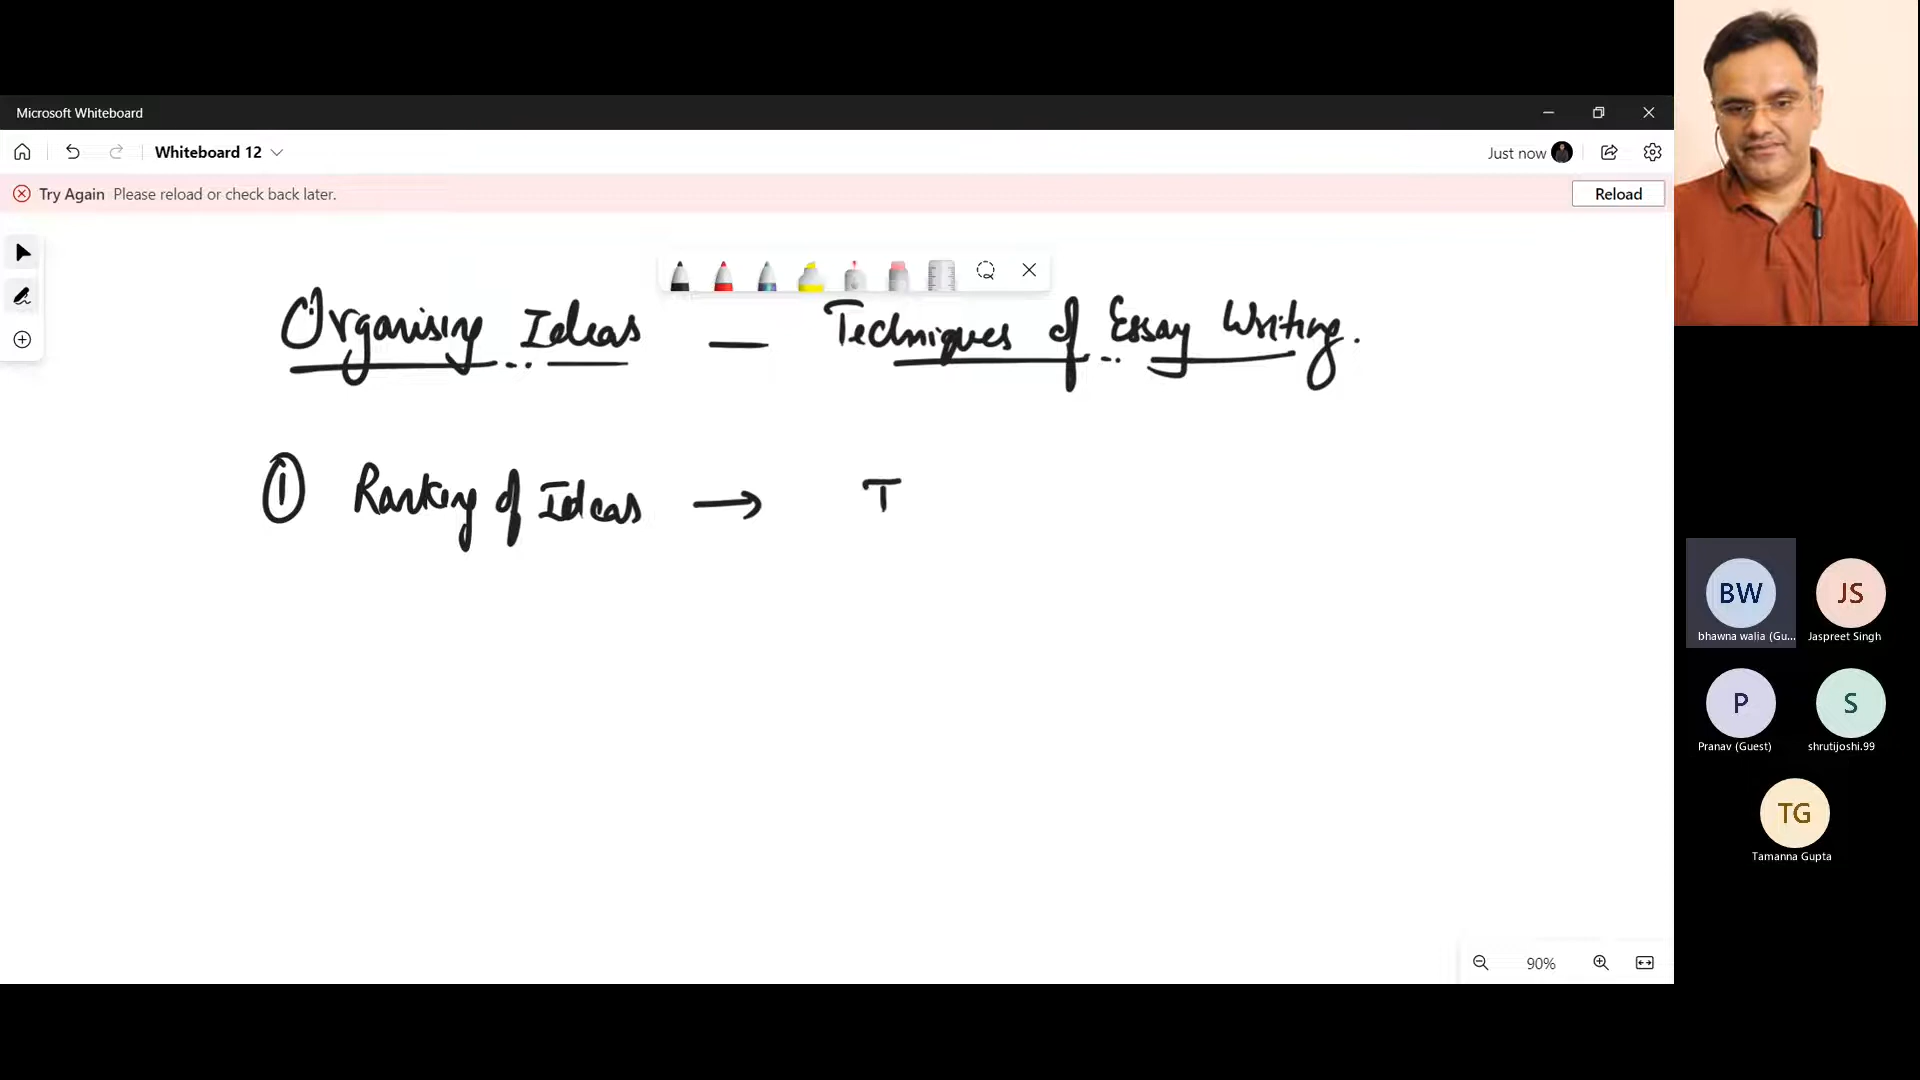 Microsoft Whiteboard
Whiteboard 12
Just now
Try Again Please reload or check back later.
Reload
Organising Ideas — Techniques of Essay Writing.
① Ranking of Ideas → T
BW
bhawna walia (Gu...
JS
Jaspreet Singh
P
Pranav (Guest)
S
shrutijoshi.99
TG
Tamanna Gupta
90%